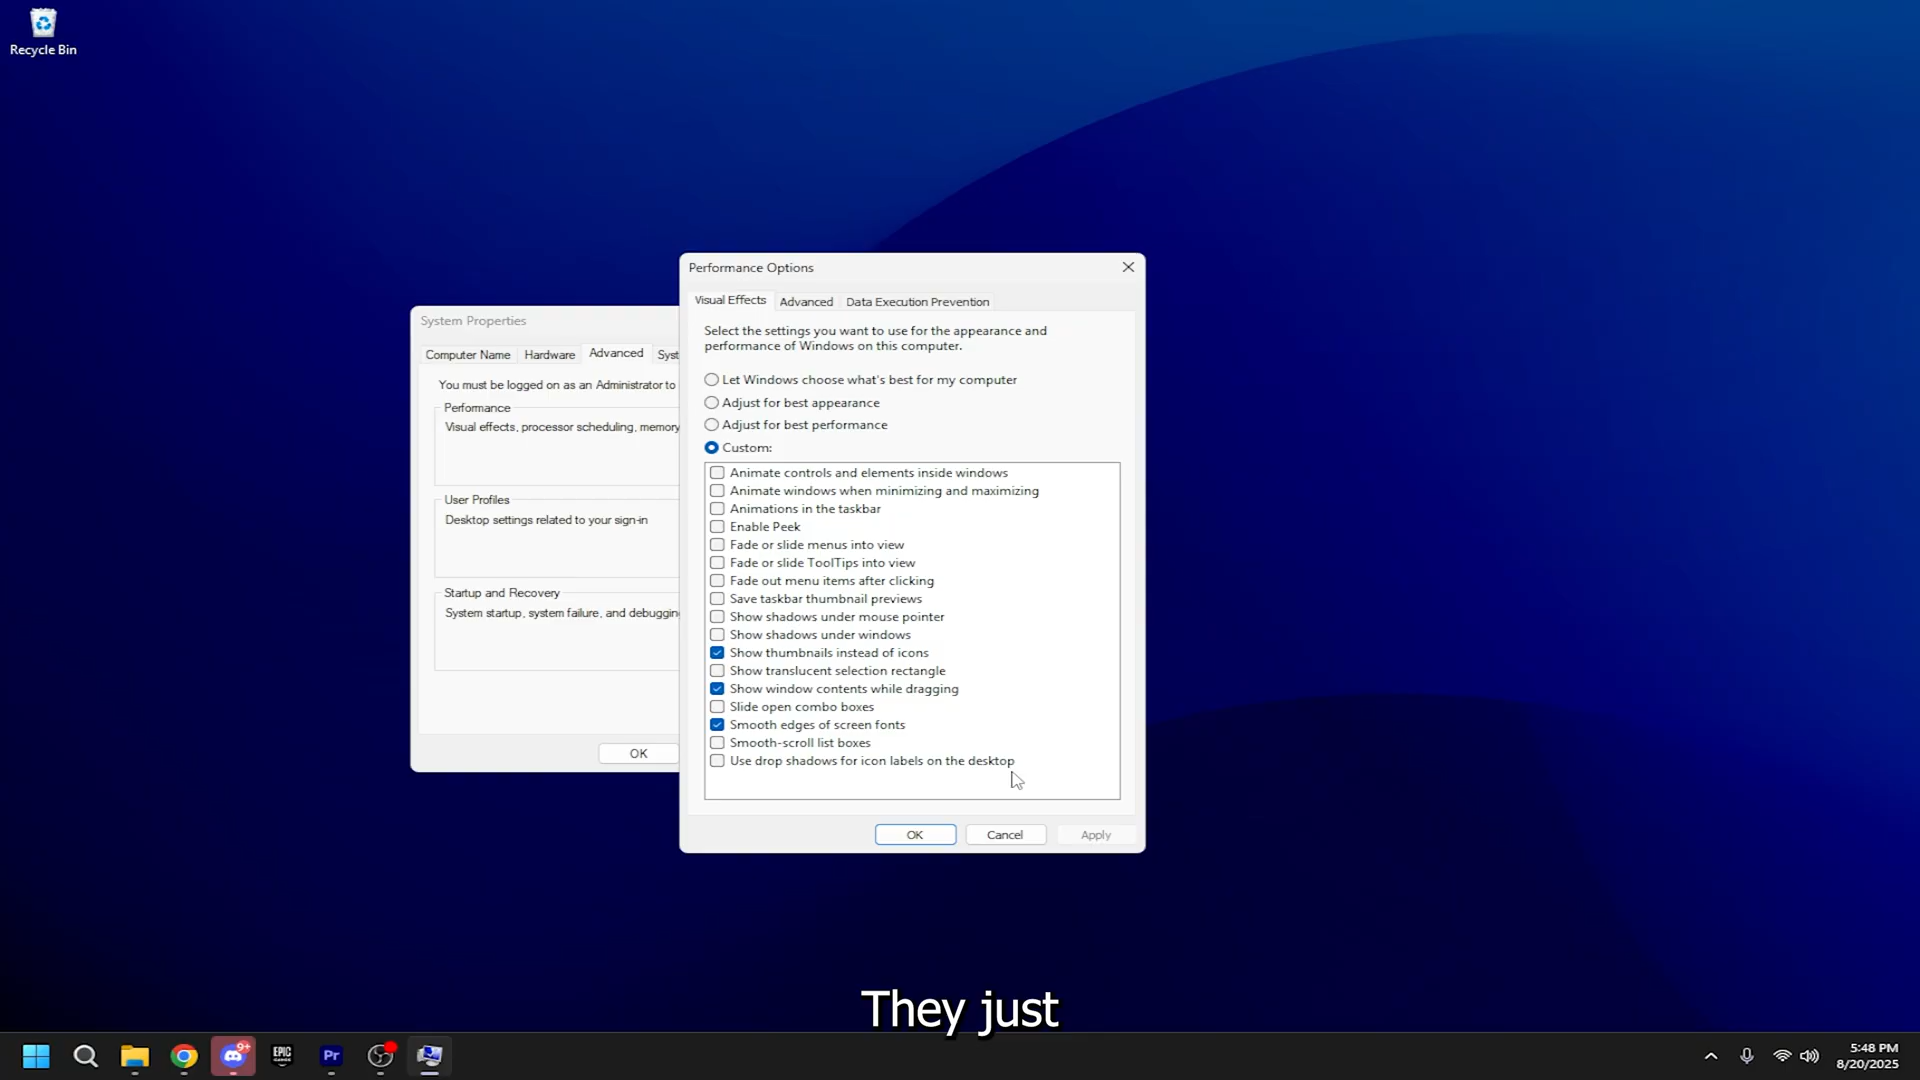 Recycle Bin
System Properties
Computer Name
Hardware
Advanced
Syst
You must be logged on as an Administrator to
Performance
Visual effects, processor scheduling, memory
User Profiles
Desktop settings related to your sign-in
Startup and Recovery
System startup, system failure, and debugging
OK
Performance Options
Visual Effects
Advanced
Data Execution Prevention
Select the settings you want to use for the appearance and
performance of Windows on this computer.
Let Windows choose what's best for my computer
Adjust for best appearance
Adjust for best performance
Custom:
Animate controls and elements inside windows
Animate windows when minimizing and maximizing
Animations in the taskbar
Enable Peek
Fade or slide menus into view
Fade or slide ToolTips into view
Fade out menu items after clicking
Save taskbar thumbnail previews
Show shadows under mouse pointer
Show shadows under windows
Show thumbnails instead of icons
Show translucent selection rectangle
Show window contents while dragging
Slide open combo boxes
Smooth edges of screen fonts
Smooth-scroll list boxes
Use drop shadows for icon labels on the desktop
OK
Cancel
Apply
They just
9+
EPIC
Pr
5:48 PM
8/20/2025